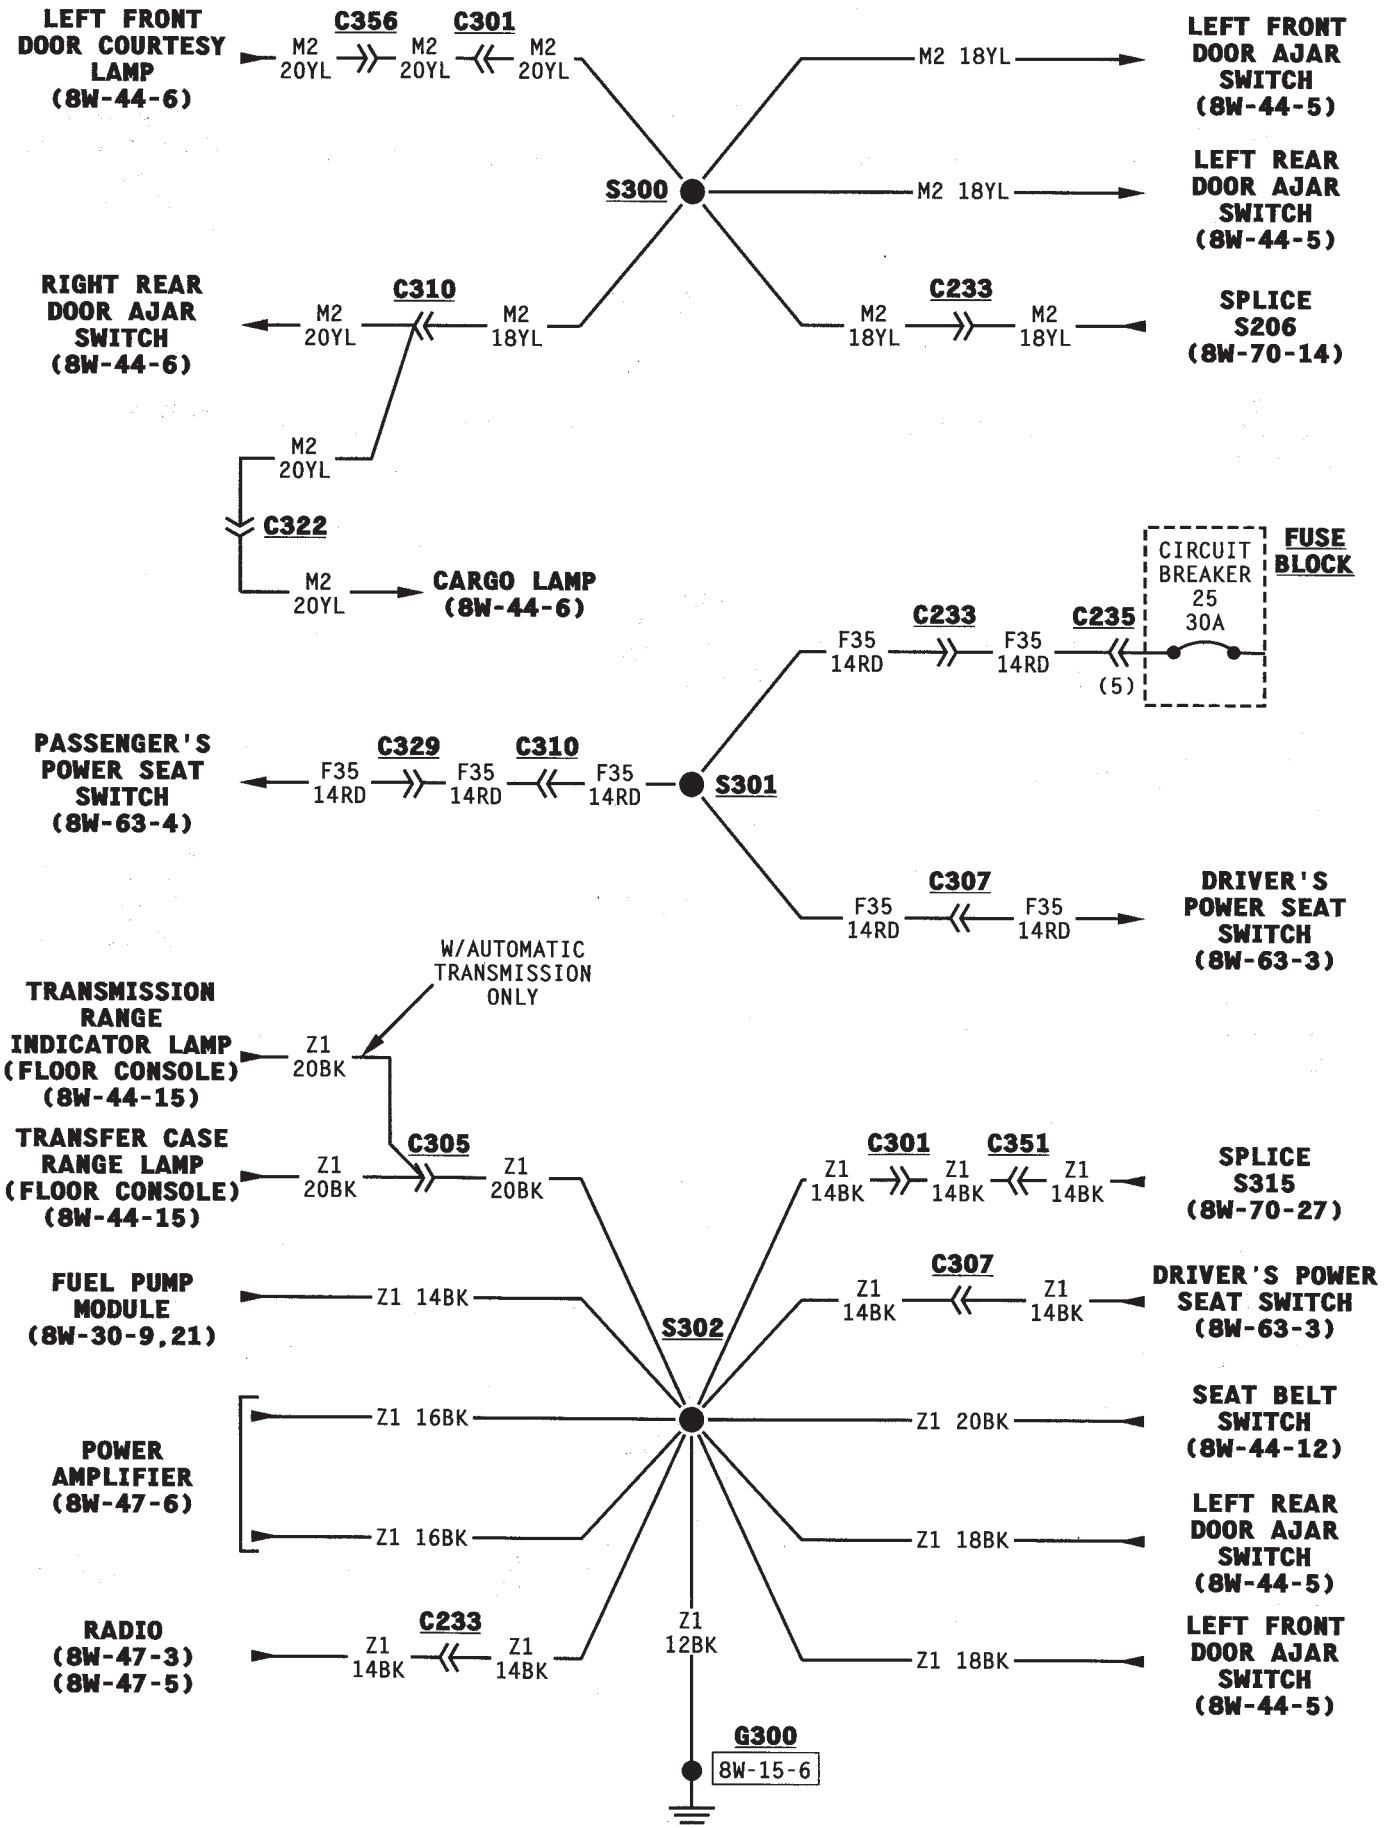 LEFT FRONT
DOOR COURTESY
LAMP
(8W-44-6)
M2
20YL
C356
M2
20YL
C301
M2
20YL
M2 18YL
LEFT FRONT
DOOR AJAR
SWITCH
(8W-44-5)
S300
M2 18YL
LEFT REAR
DOOR AJAR
SWITCH
(8W-44-5)
RIGHT REAR
DOOR AJAR
SWITCH
(8W-44-6)
M2
20YL
C310
M2
18YL
M2
18YL
C233
M2
18YL
SPLICE
S206
(8W-70-14)
M2
20YL
C322
M2
20YL
CARGO LAMP
(8W-44-6)
F35
14RD
C233
F35
14RD
C235
(5)
CIRCUIT
BREAKER
25
30A
FUSE
BLOCK
PASSENGER'S
POWER SEAT
SWITCH
(8W-63-4)
F35
14RD
C329
F35
14RD
C310
F35
14RD
S301
F35
14RD
C307
F35
14RD
DRIVER'S
POWER SEAT
SWITCH
(8W-63-3)
W/AUTOMATIC
TRANSMISSION
ONLY
TRANSMISSION
RANGE
INDICATOR LAMP
(FLOOR CONSOLE)
(8W-44-15)
Z1
20BK
TRANSFER CASE
RANGE LAMP
(FLOOR CONSOLE)
(8W-44-15)
Z1
20BK
C305
Z1
20BK
Z1
14BK
C301
Z1
14BK
C351
Z1
14BK
SPLICE
S315
(8W-70-27)
FUEL PUMP
MODULE
(8W-30-9,21)
Z1 14BK
S302
Z1
14BK
C307
Z1
14BK
DRIVER'S POWER
SEAT SWITCH
(8W-63-3)
POWER
AMPLIFIER
(8W-47-6)
Z1 16BK
Z1 16BK
Z1 20BK
SEAT BELT
SWITCH
(8W-44-12)
Z1 18BK
LEFT REAR
DOOR AJAR
SWITCH
(8W-44-5)
RADIO
(8W-47-3)
(8W-47-5)
Z1
14BK
C233
Z1
14BK
Z1
12BK
Z1 18BK
LEFT FRONT
DOOR AJAR
SWITCH
(8W-44-5)
G300
8W-15-6